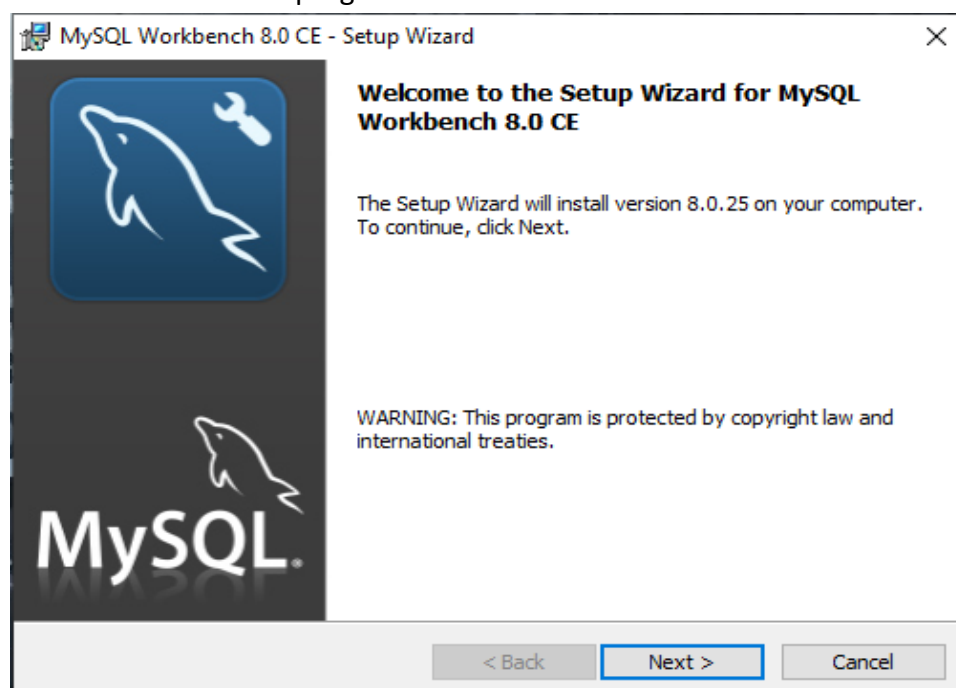 MySQL Workbench 8.0 CE - Setup Wizard
Welcome to the Setup Wizard for MySQL
Workbench 8.0 CE
The Setup Wizard will install version 8.0.25 on your computer.
To continue, click Next.
WARNING: This program is protected by copyright law and
international treaties.
MySQL.
< Back
Next >
Cancel